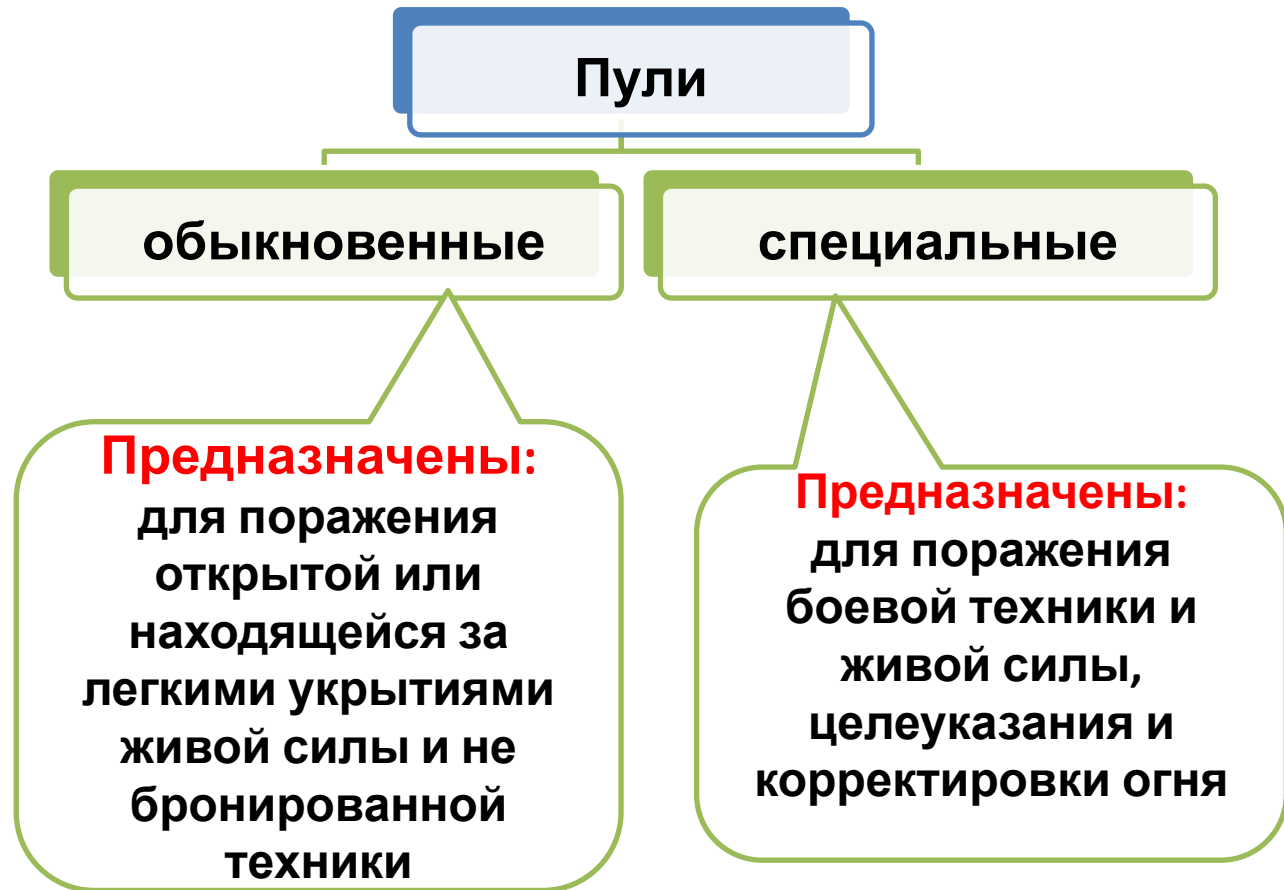 Пули
обыкновенные
специальные
Предназначены:
для поражения
открытой или
находящейся за
легкими укрытиями
живой силы и не
бронированной
техники
Предназначены:
для поражения
боевой техники и
живой силы,
целеуказания и
корректировки огня